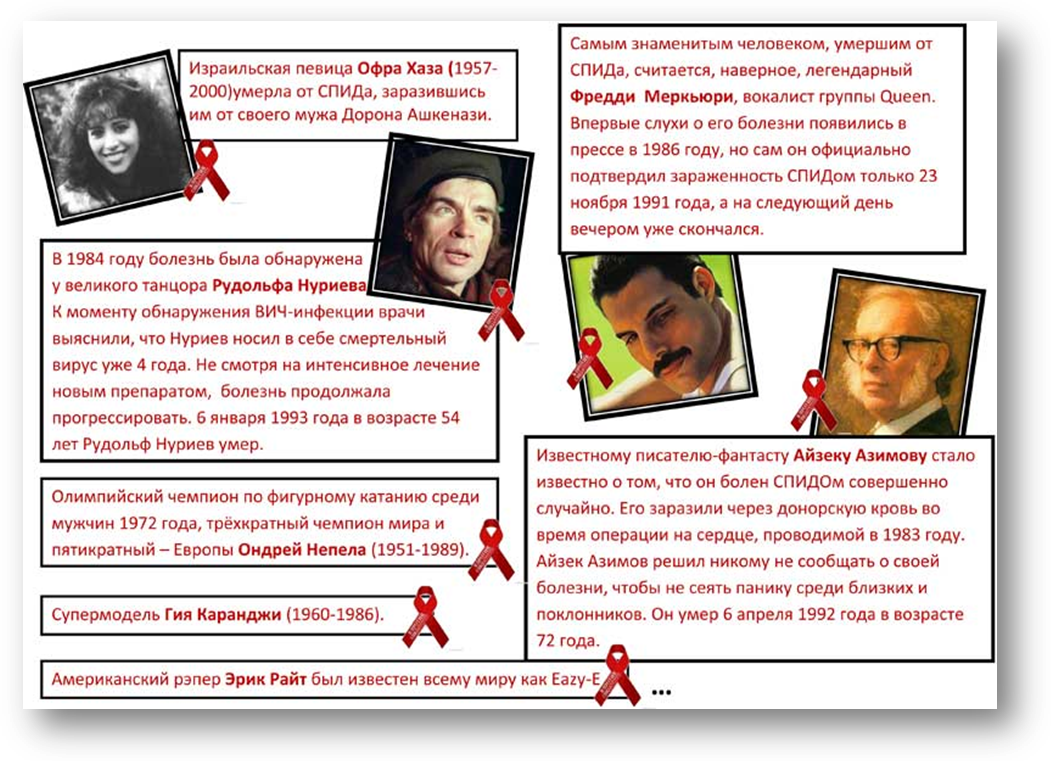 Израильская певица Офра Хаза (1957-
2000)умерла от СПИДа, заразившись
им от своего мужа Дорона Ашкенази.
Самым знаменитым человеком, умершим от
СПИДа, считается, наверное, легендарный
Фредди Меркьюри, вокалист группы Queen.
Впервые слухи о его болезни появились в
прессе в 1986 году, но сам он официально
подтвердил зараженность СПИДом только 23
ноября 1991 года, а на следующий день
вечером уже скончался.
В 1984 году болезнь была обнаружена
у великого танцора Рудольфа Нуриева.
К моменту обнаружения ВИЧ-инфекции врачи
выяснили, что Нуриев носил в себе смертельный
вирус уже 4 года. Не смотря на интенсивное лечение
новым препаратом, болезнь продолжала
прогрессировать. 6 января 1993 года в возрасте 54
лет Рудольф Нуриев умер.
Известному писателю-фантасту Айзеку Азимову стало
известно о том, что он болен СПИДОм совершенно
случайно. Его заразили через донорскую кровь во
время операции на сердце, проводимой в 1983 году.
Айзек Азимов решил никому не сообщать о своей
болезни, чтобы не сеять панику среди близких и
поклонников. Он умер 6 апреля 1992 года в возрасте
72 года.
Олимпийский чемпион по фигурному катанию среди
мужчин 1972 года, трёхкратный чемпион мира и
пятикратный – Европы Ондрей Непела (1951-1989).
Супермодель Гия Каранджи (1960-1986).
Американский рэпер Эрик Райт был известен всему миру как Eazy-E
...